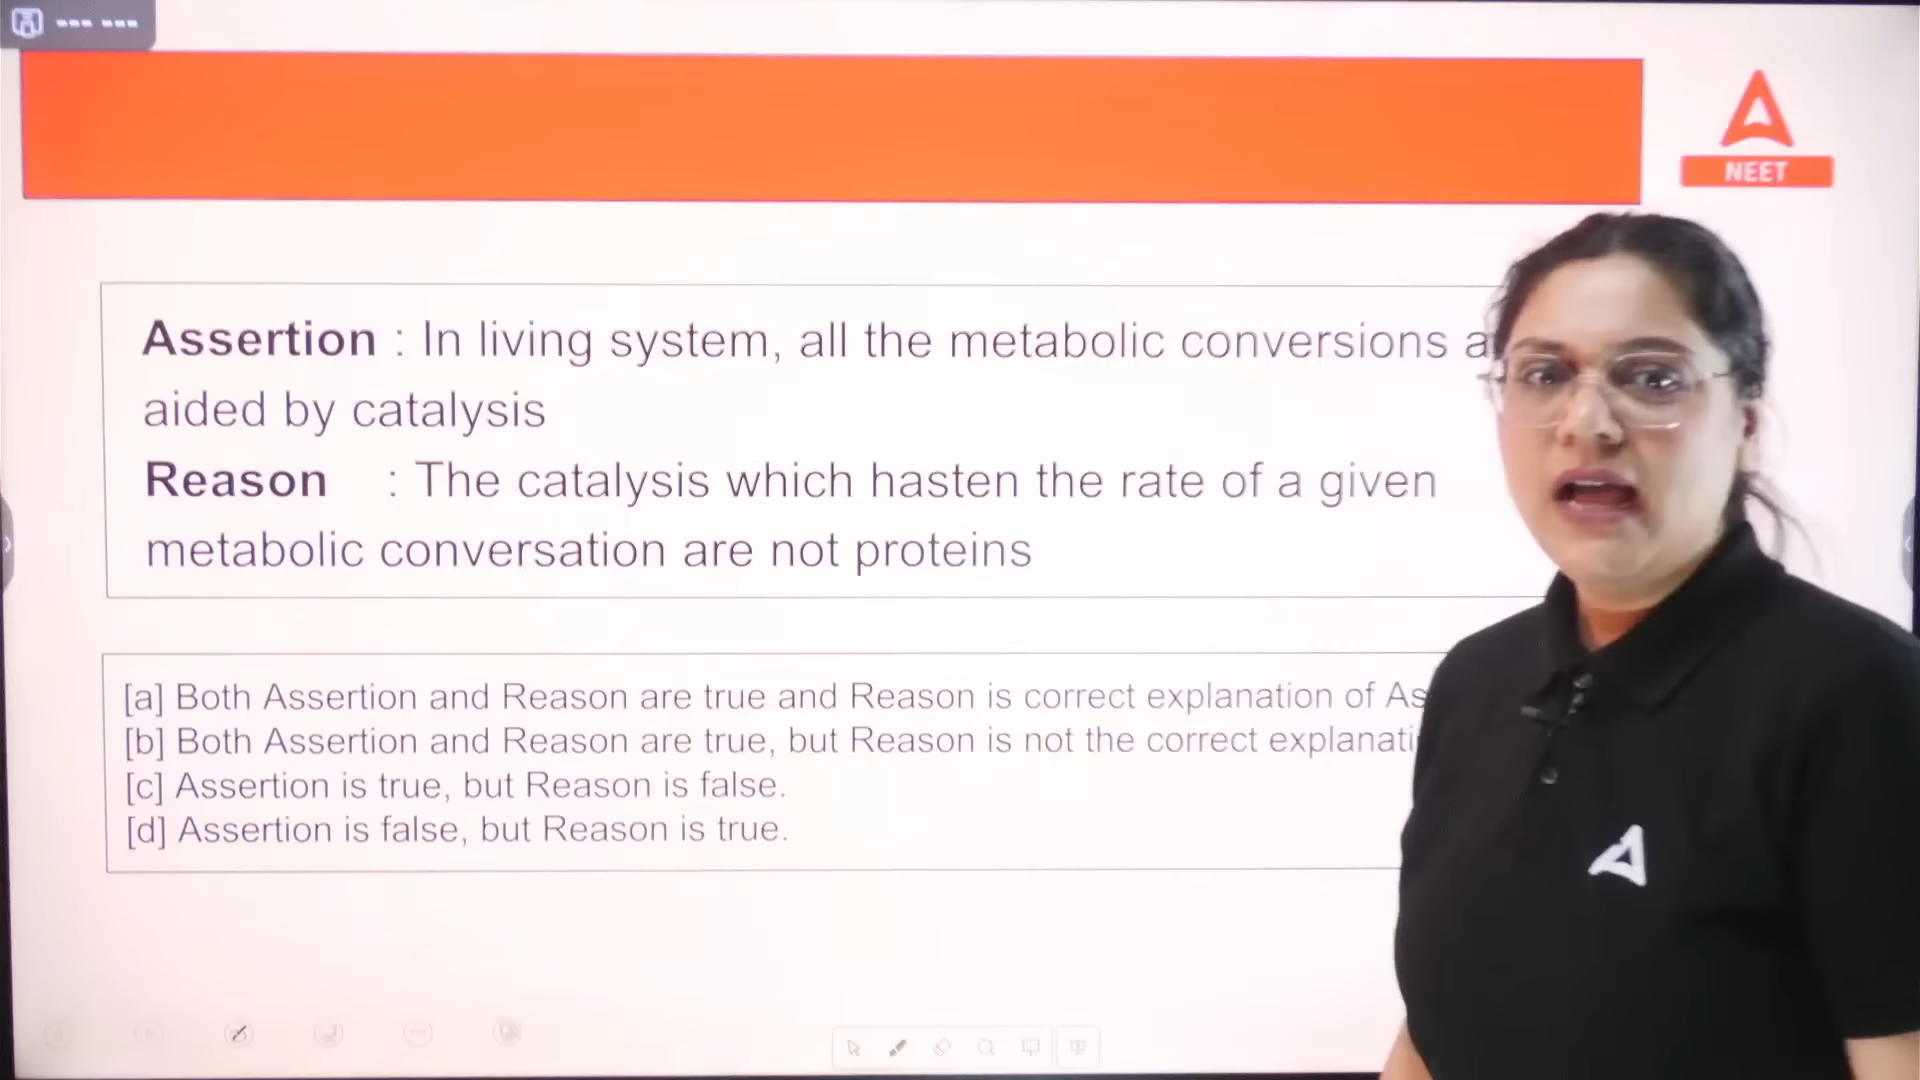 NEET
Assertion : In living system, all the metabolic conversions
aided by catalysis
Reason : The catalysis which hasten the rate of a given
metabolic conversation are not proteins
[a] Both Assertion and Reason are true and Reason is correct explanation of
[b] Both Assertion and Reason are true, but Reason is not the correct
[c] Assertion is true, but Reason is false.
[d] Assertion is false, but Reason is true.